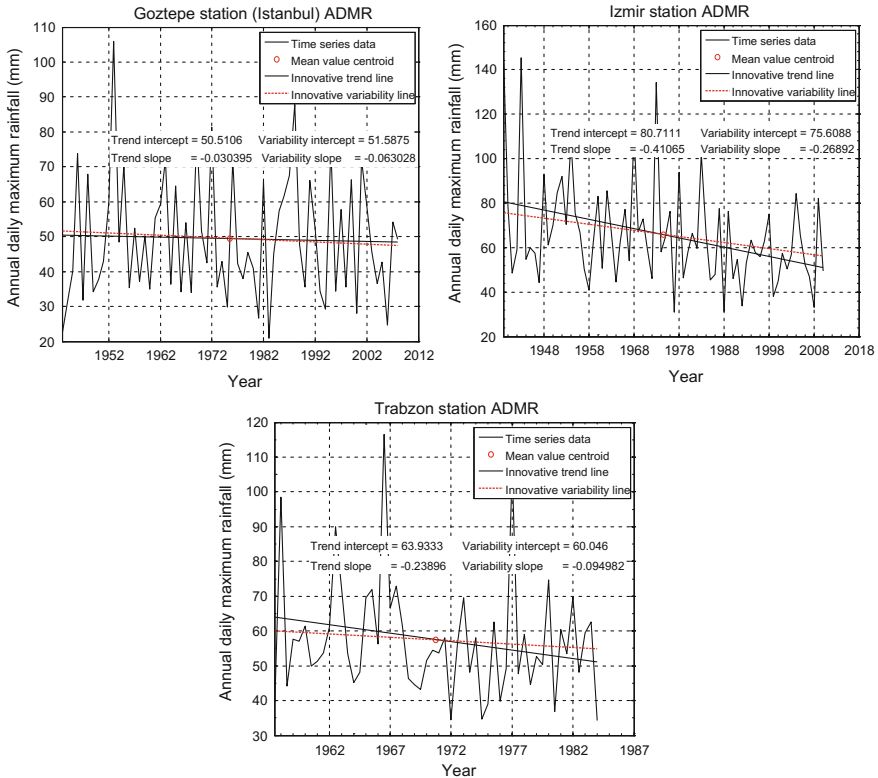 Goztepe station (Istanbul) ADMR
Annual daily maximum rainfall (mm)
110
100
90
80
70
60
50
40
30
20
Time series data
Mean value centroid
Innovative trend line
Innovative variability line
Trend intercept = 50.5106 Variability intercept = 51.5875
Trend slope = -0.030395 Variability slope = -0.063028
1952 1962 1972 1982 1992 2002 2012
Year
Izmir station ADMR
Annual daily maximum rainfall (mm)
160
140
120
100
80
60
40
20
Time series data
Mean value centroid
Innovative trend line
Innovative variability line
Trend intercept = 80.7111 Variability intercept = 75.6088
Trend slope = -0.41065 Variability slope = -0.26892
1948 1958 1968 1978 1988 1998 2008 2018
Year
Trabzon station ADMR
Annual daily maximum rainfall (mm)
120
110
100
90
80
70
60
50
40
30
Time series data
Mean value centroid
Innovative trend line
Innovative variability line
Trend intercept = 63.9333 Variability intercept = 60.046
Trend slope = -0.23896 Variability slope = -0.094982
1962 1967 1972 1977 1982 1987
Year